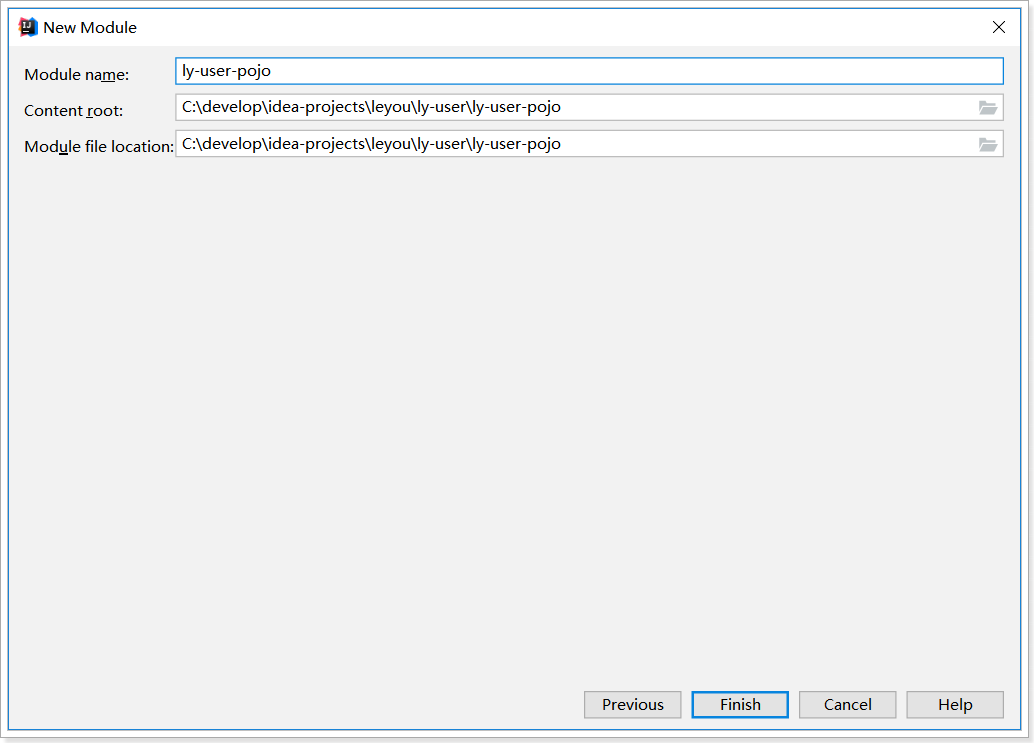 New Module
Module name: ly-user-pojo
Content root: C:\develop\idea-projects\leyou\ly-user\ly-user-pojo
Module file location: C:\develop\idea-projects\leyou\ly-user\ly-user-pojo
Previous Finish Cancel Help